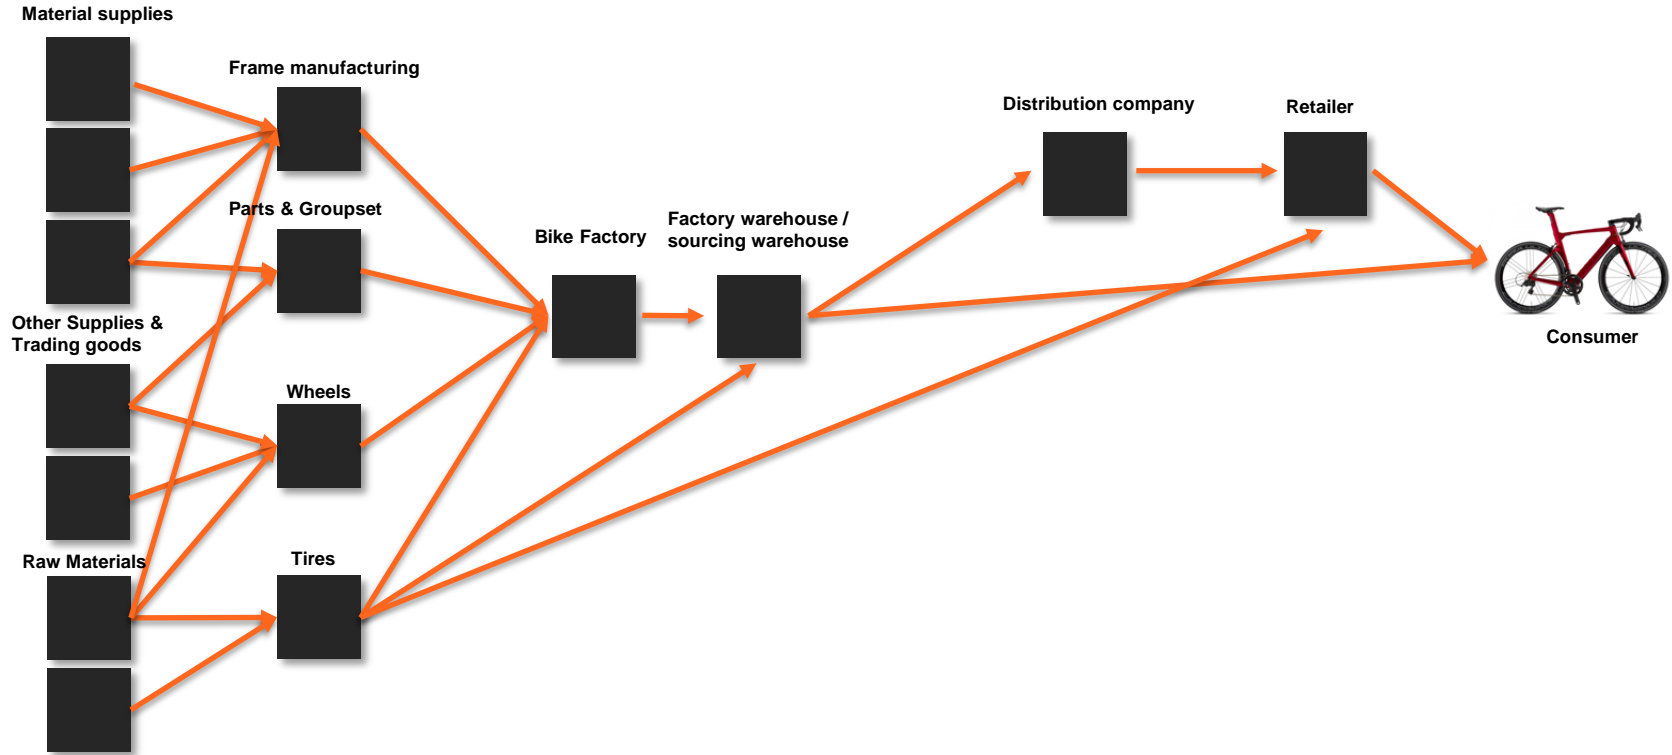 Material supplies
Frame manufacturing
Distribution company
Retailer
Parts & Groupset
Factory warehouse /
sourcing warehouse
Bike Factory
Other Supplies &
Trading goods
Consumer
Wheels
Raw Materials
Tires